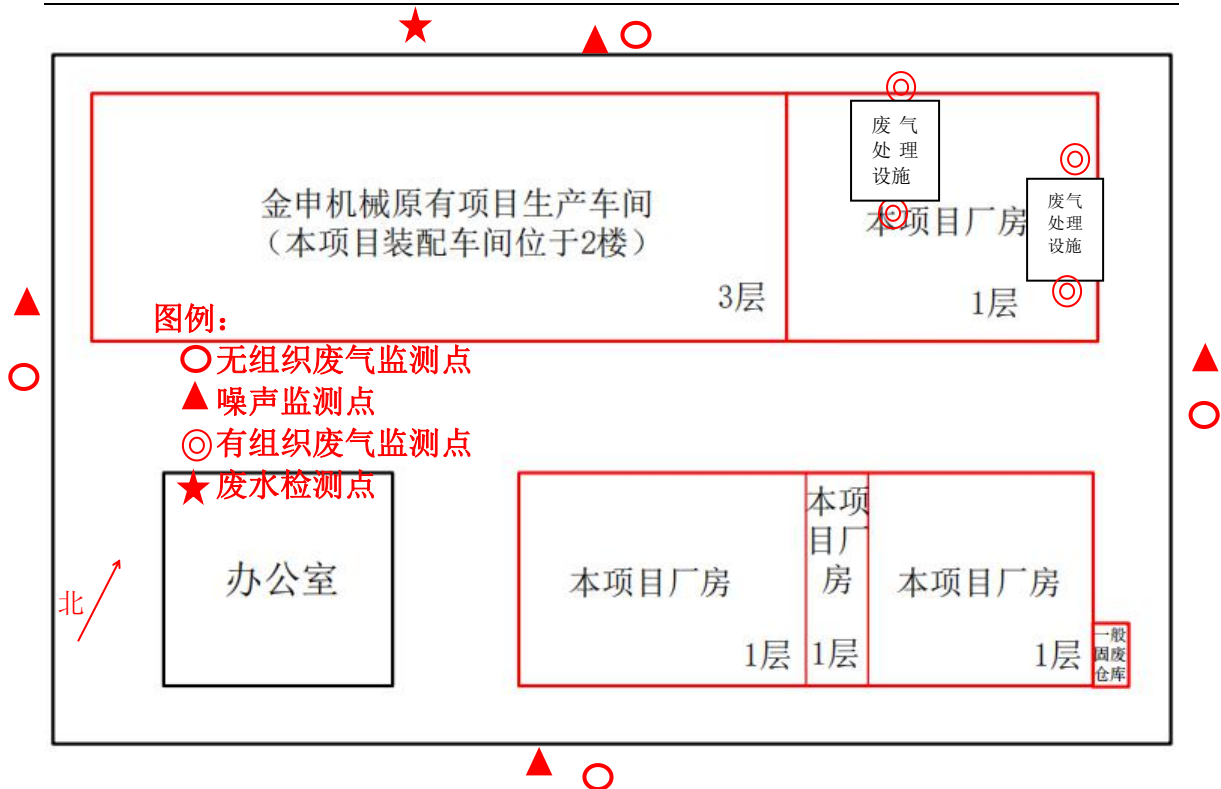 废 气
处 理
设施
废气
处理
设施
金申机械原有项目生产车间
（本项目装配车间位于2楼）
3层
本项目厂房
1层
图例：
无组织废气监测点
噪声监测点
有组织废气监测点
废水检测点
北
办公室
本项目厂房
1层
本项
目厂
房
1层
本项目厂房
1层
一般
固废
仓库